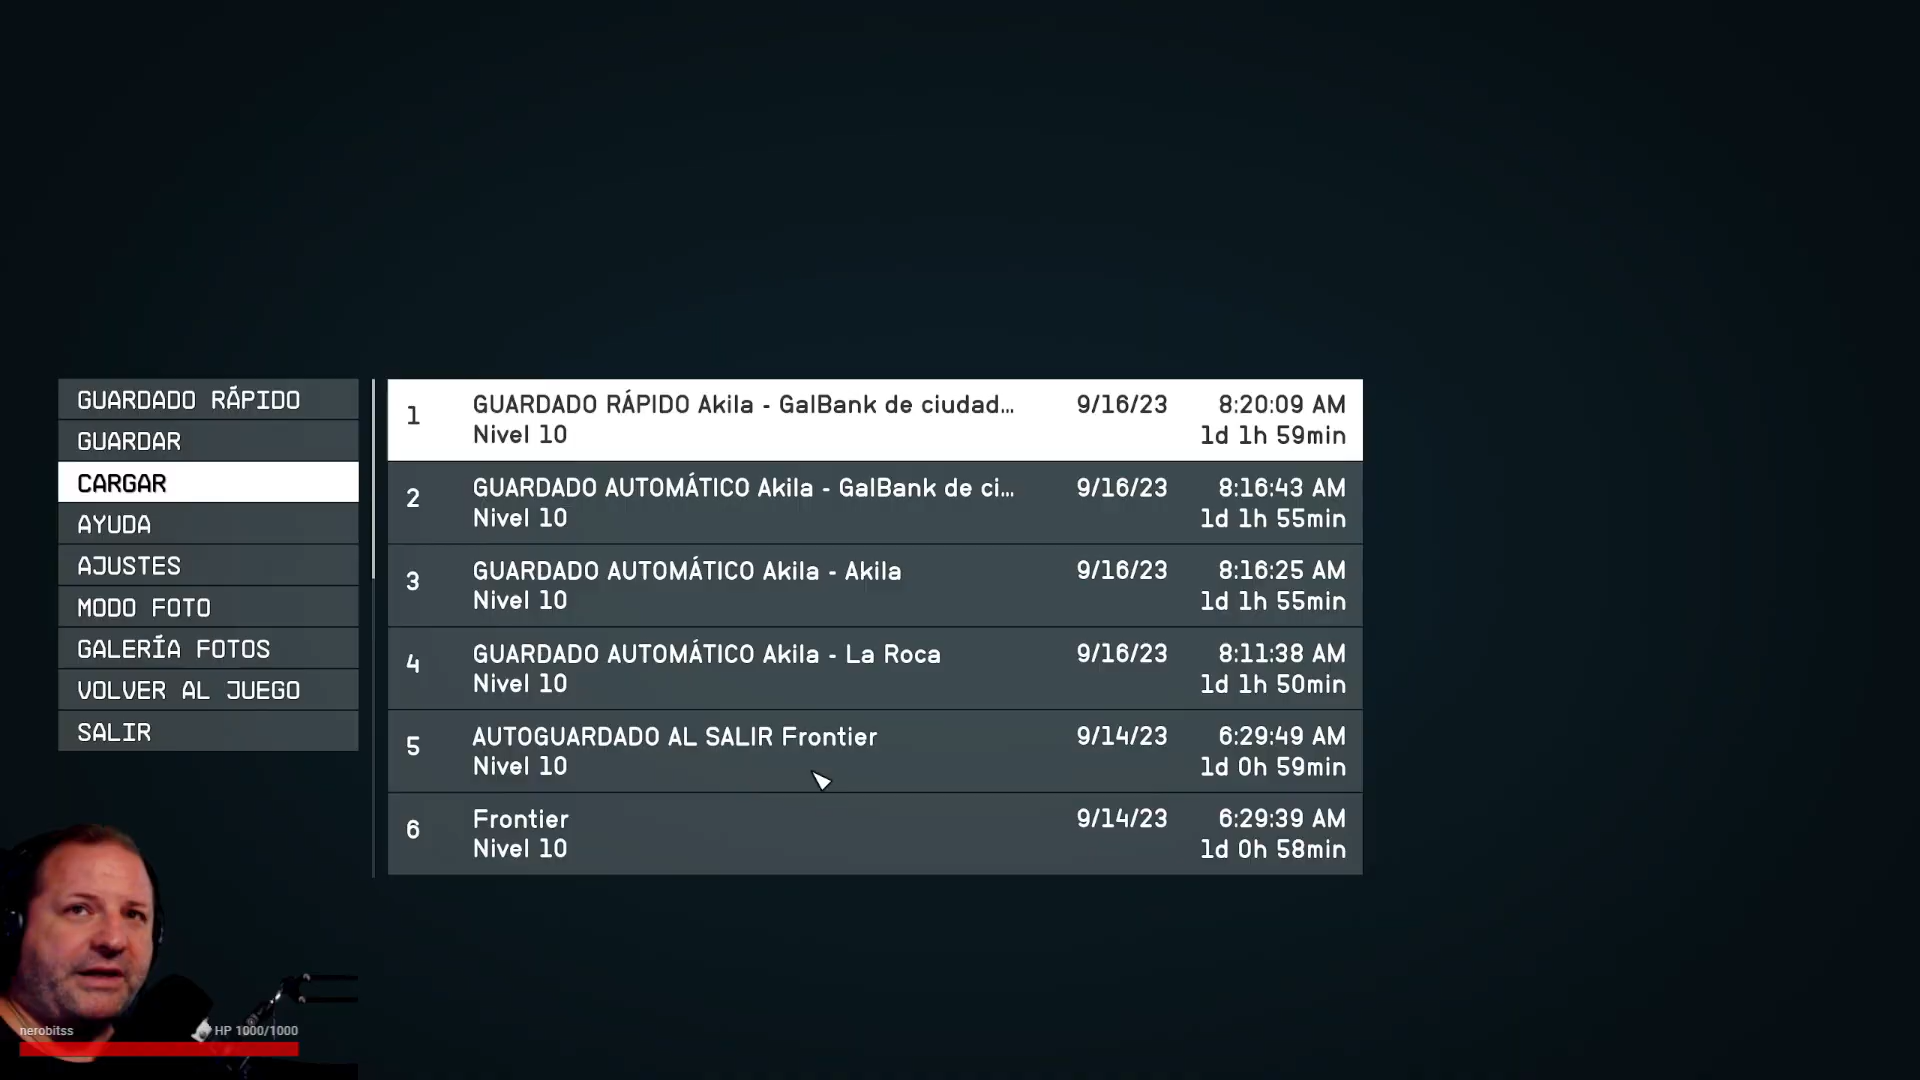 GUARDADO RÁPIDO
GUARDAR
CARGAR
AYUDA
AJUSTES
MODO FOTO
GALERÍA FOTOS
VOLVER AL JUEGO
SALIR
1 GUARDADO RÁPIDO Akila - GalBank de ciudad... 9/16/23 8:20:09 AM
Nivel 10 1d 1h 59min
2 GUARDADO AUTOMÁTICO Akila - GalBank de ci... 9/16/23 8:16:43 AM
Nivel 10 1d 1h 55min
3 GUARDADO AUTOMÁTICO Akila - Akila 9/16/23 8:16:25 AM
Nivel 10 1d 1h 55min
4 GUARDADO AUTOMÁTICO Akila - La Roca 9/16/23 8:11:38 AM
Nivel 10 1d 1h 50min
5 AUTOGUARDADO AL SALIR Frontier 9/14/23 6:29:49 AM
Nivel 10 1d 0h 59min
6 Frontier 9/14/23 6:29:39 AM
Nivel 10 1d 0h 58min
nerobitss HP 1000/1000